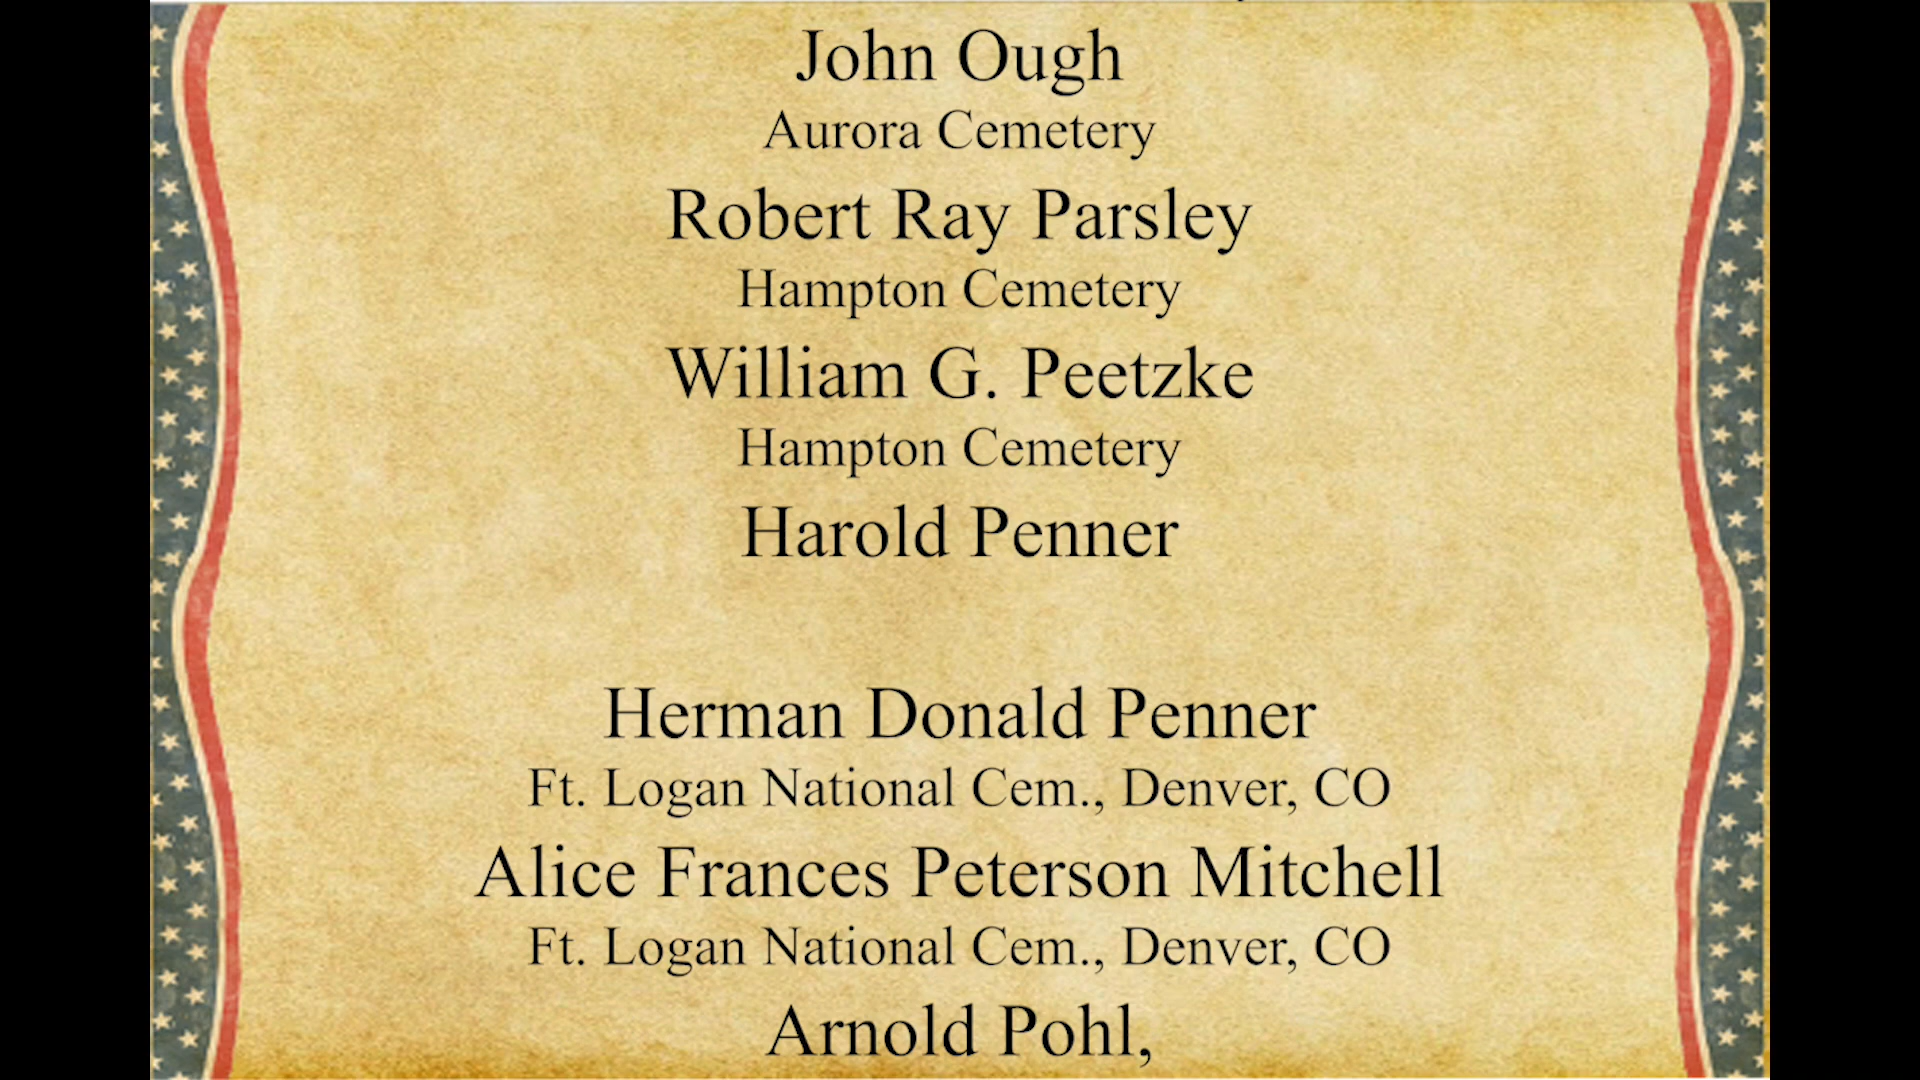 John Ough
Aurora Cemetery
Robert Ray Parsley
Hampton Cemetery
William G. Peetzke
Hampton Cemetery
Harold Penner
Herman Donald Penner
Ft. Logan National Cem., Denver, CO
Alice Frances Peterson Mitchell
Ft. Logan National Cem., Denver, CO
Arnold Pohl,